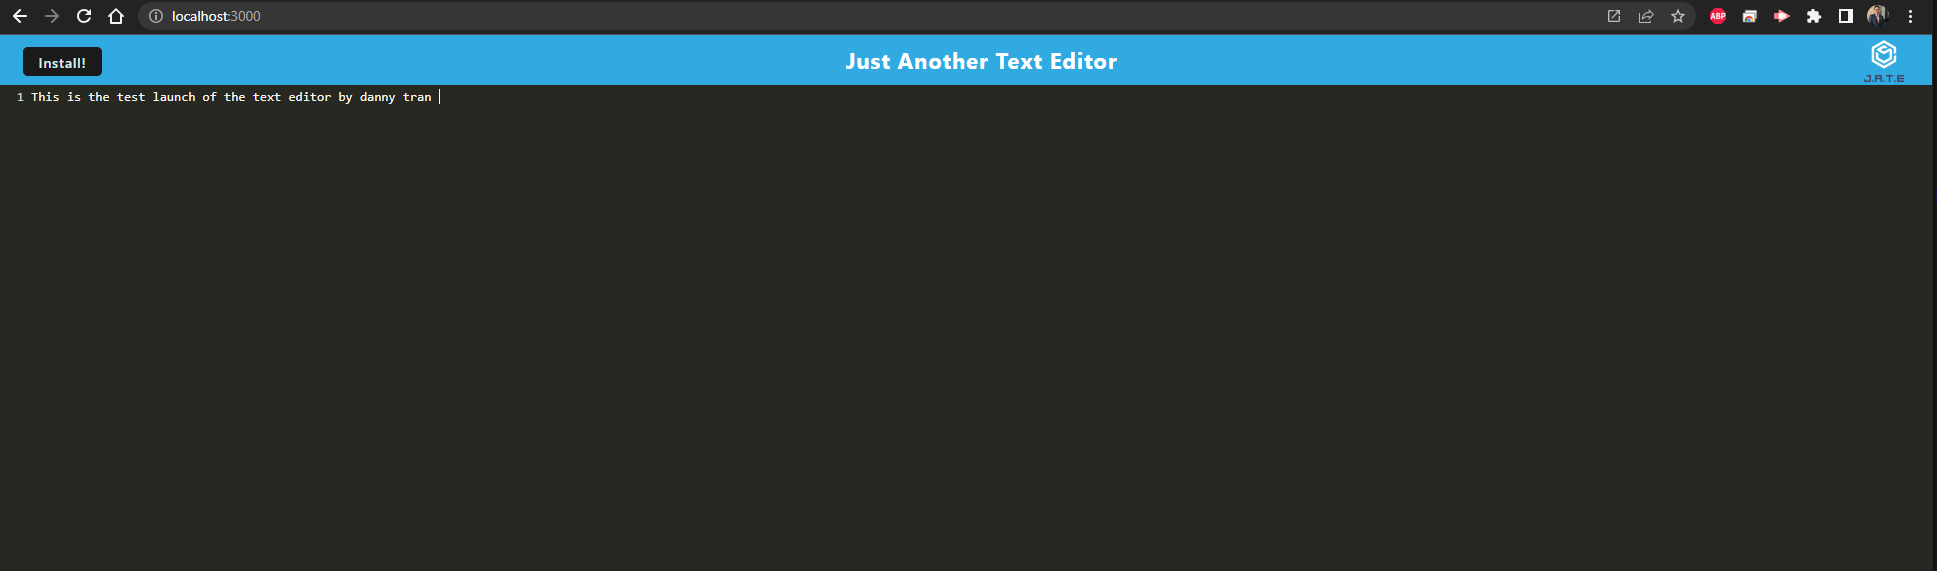 localhost:3000
ABP
Install!
Just Another Text Editor
J.A.T.E
1 This is the test launch of the text editor by danny tran